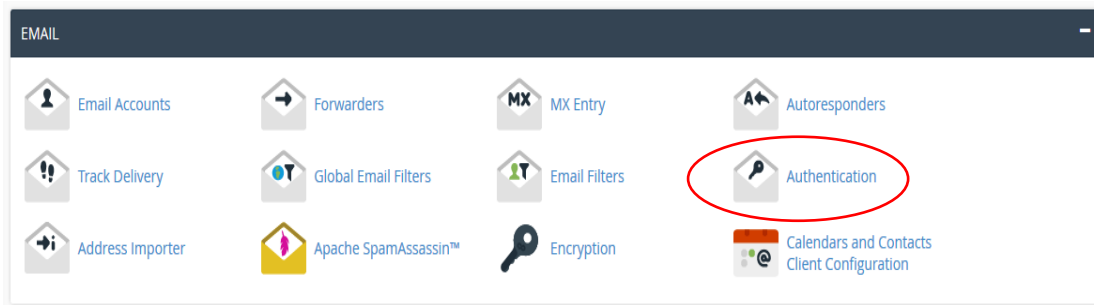 EMAIL
Email Accounts
Forwarders
MX
MX Entry
A
Autoresponders
Track Delivery
Global Email Filters
Email Filters
Authentication
i
Address Importer
Apache SpamAssassin™
Encryption
@
Calendars and Contacts
Client Configuration